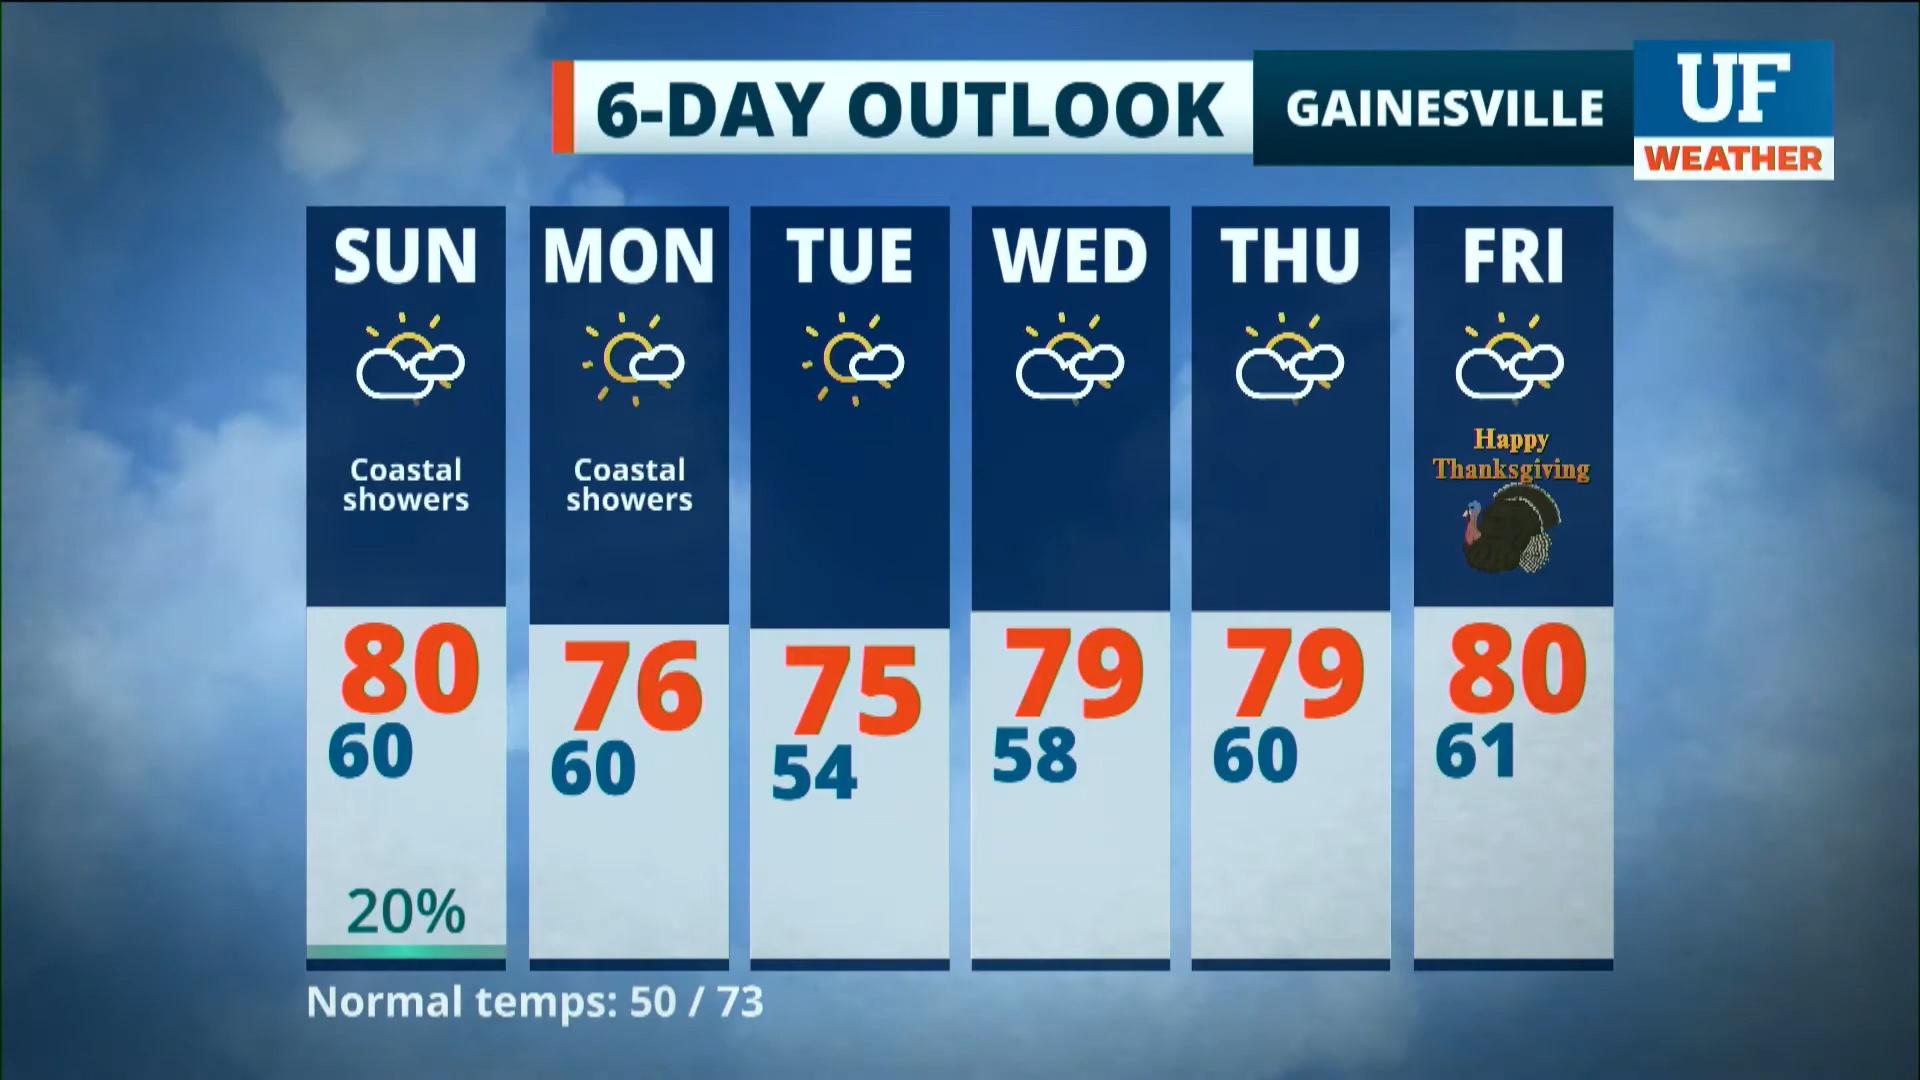 6-DAY OUTLOOK
GAINESVILLE
UF
WEATHER
SUN
Coastal
showers
80
60
20%
MON
Coastal
showers
76
60
TUE
75
54
WED
79
58
THU
79
60
FRI
Happy
Thanksgiving
80
61
Normal temps: 50 / 73